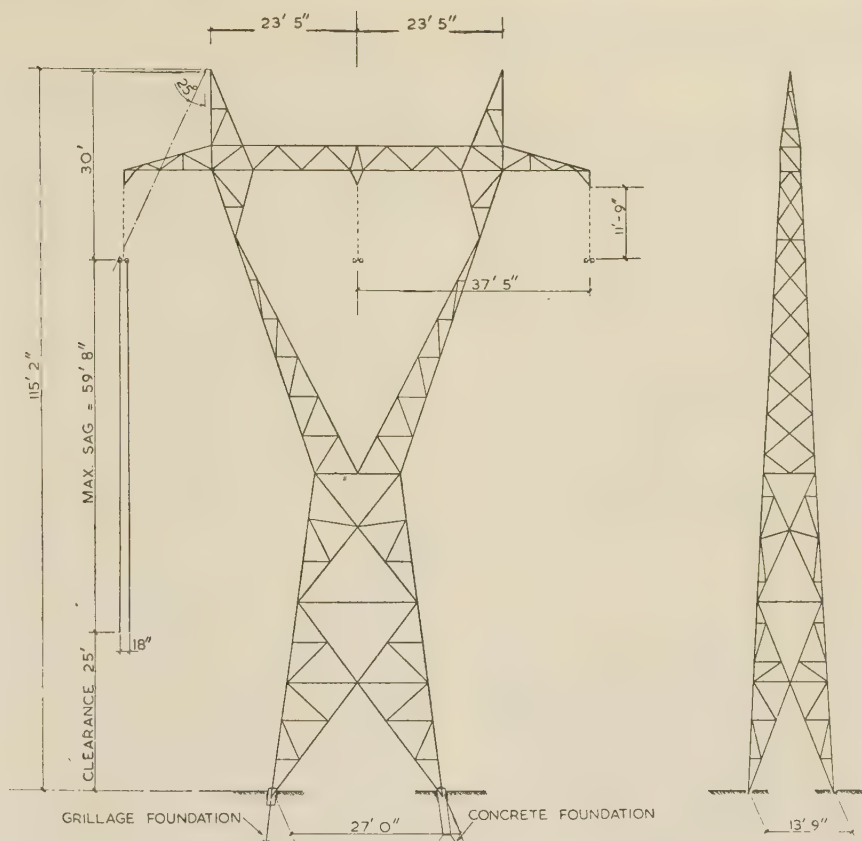 23' 5" 23' 5"
25°
30'
11'-9"
37' 5"
115' 2"
MAX. SAG = 59' 8"
18"
CLEARANCE 25'
GRILLAGE FOUNDATION
27' 0"
CONCRETE FOUNDATION
13' 9"